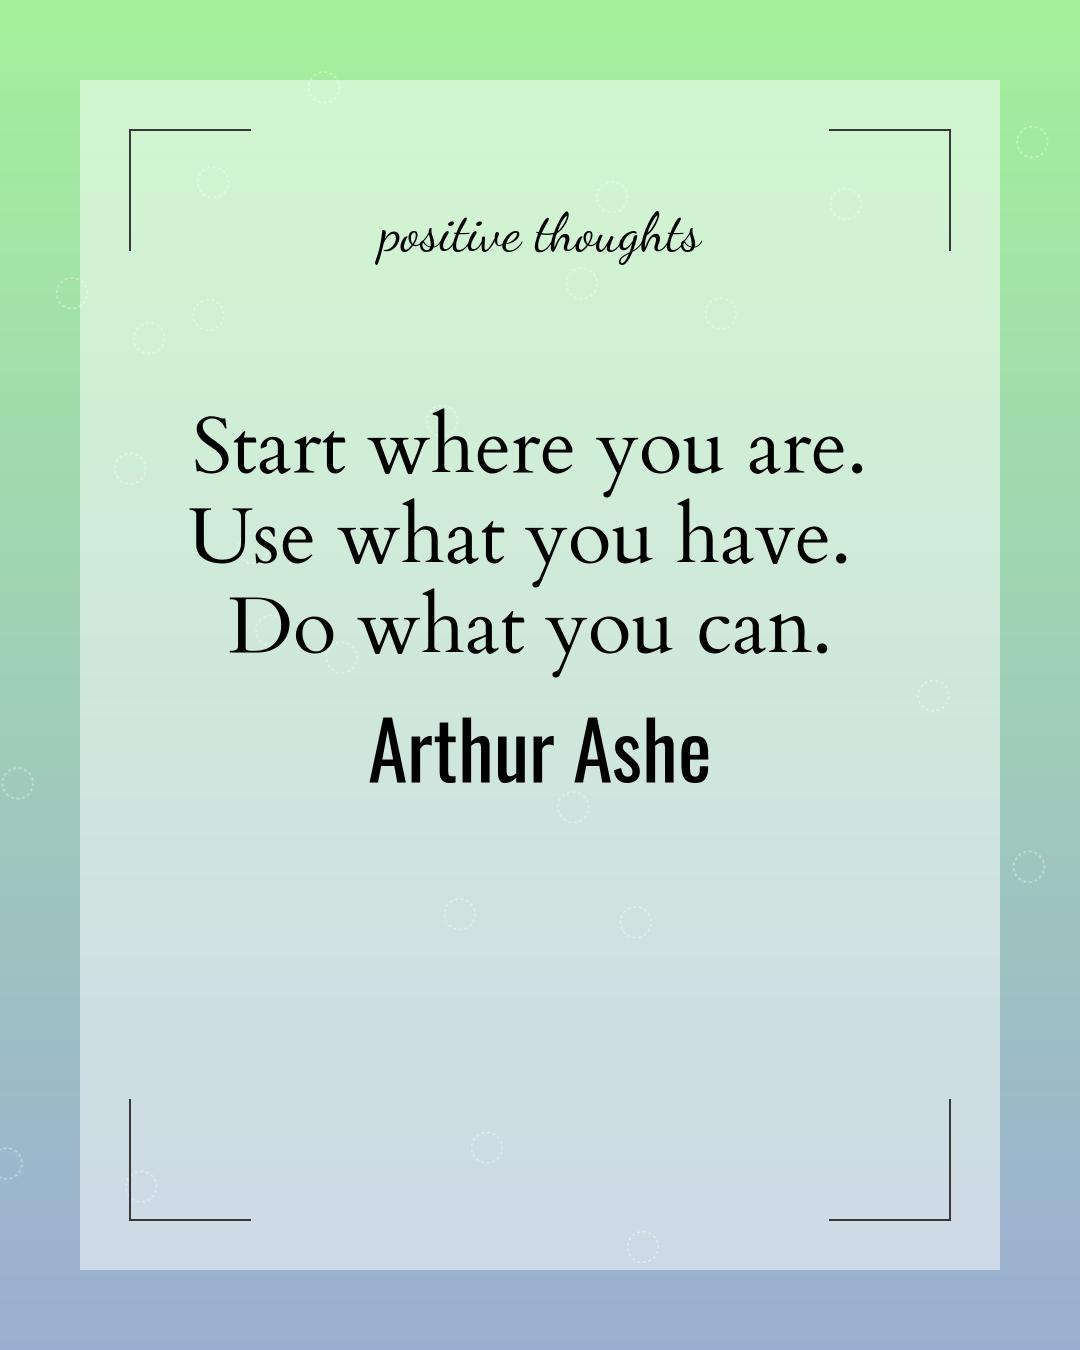 positive thoughts
Start where you are.
Use what you have.
Do what you can.
Arthur Ashe